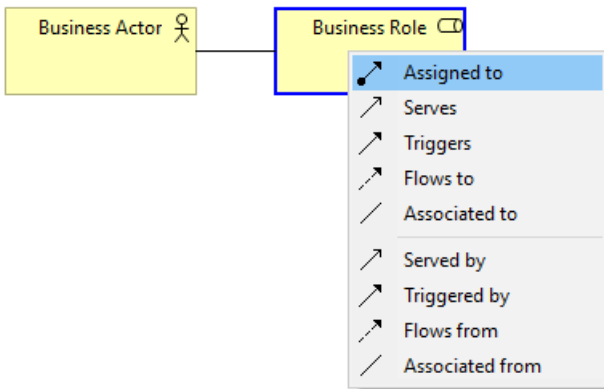 Business Actor
Business Role
Assigned to
Serves
Triggers
Flows to
Associated to
Served by
Triggered by
Flows from
Associated from